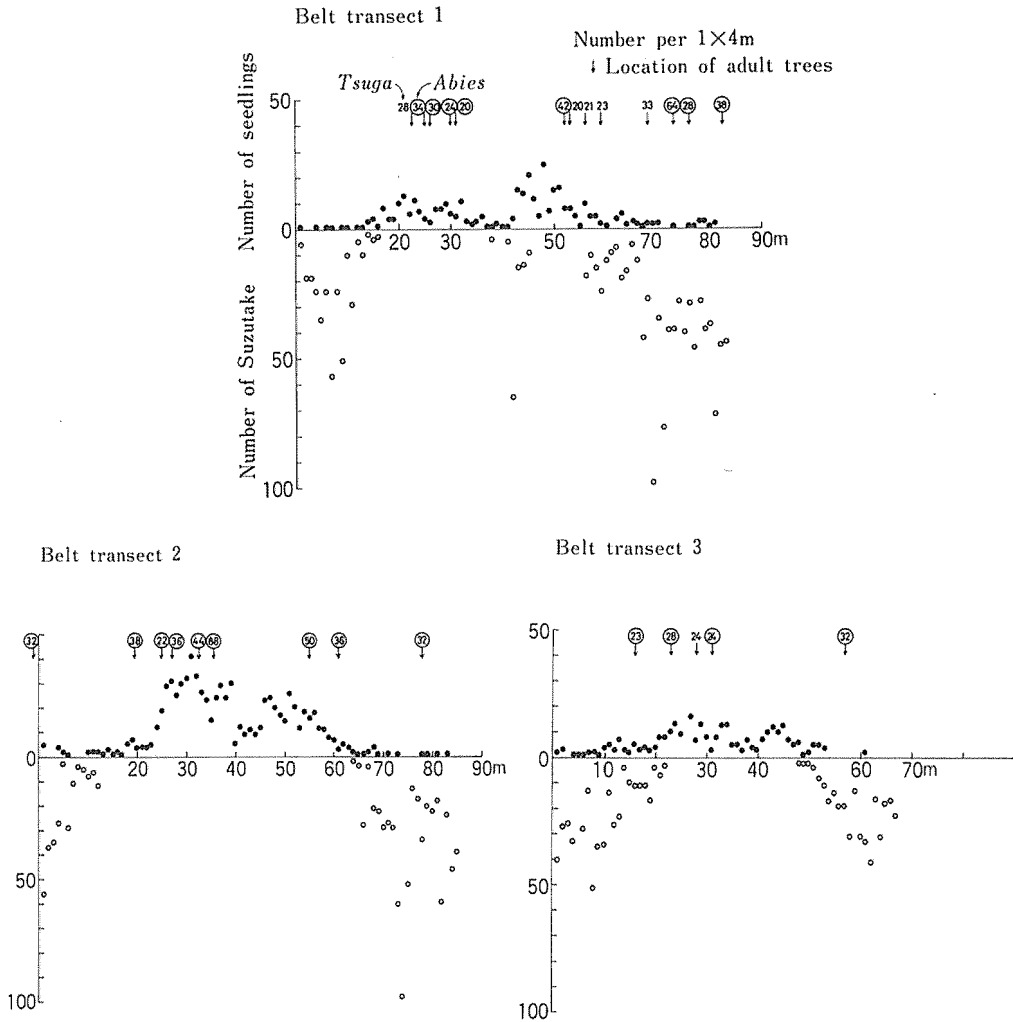 Belt transect 1
Number per 1×4m
↓ Location of adult trees
Tsuga Abies
28 34 30 24 20 42 20 21 23 33 64 28 38
Number of seedlings
50
0
20 30 50 70 80 90m
Number of Suzutake
50
100
Belt transect 2
32 38 22 36 44 68 50 36 32
0
10 20 30 40 50 60 70 80 90m
50
100
Belt transect 3
50
23 28 24 24 32
0
10 30 40 60 70m
50
100